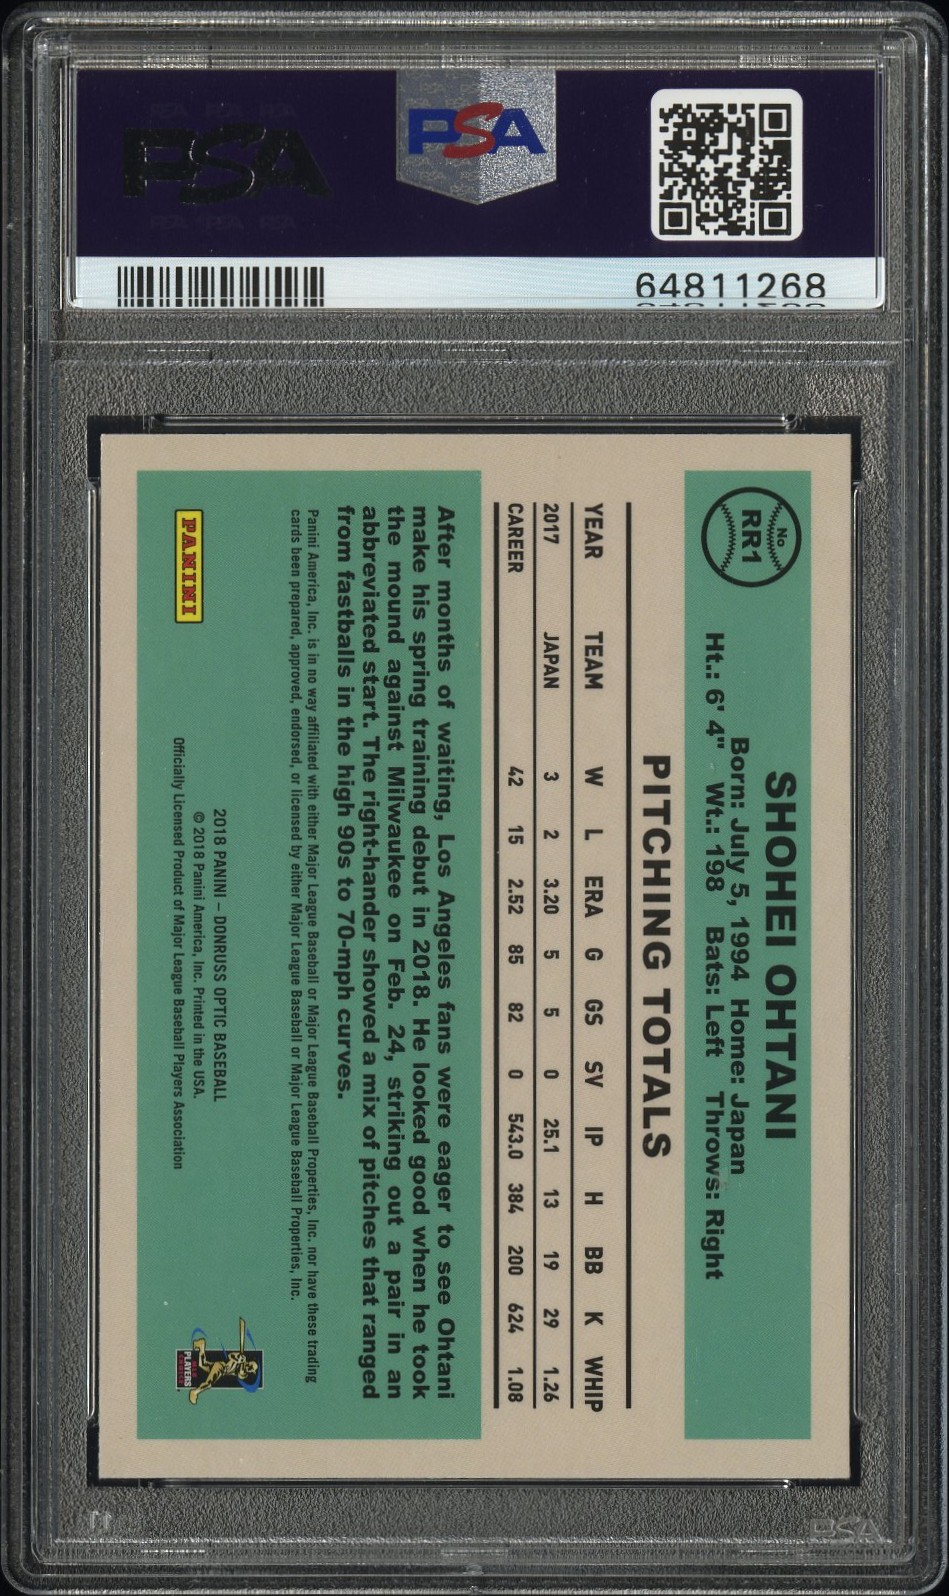 PSA
PSA
64811268
No
RR1
SHOHEI OHTANI
Born: July 5, 1994 Home: Japan
Ht.: 6' 4" Wt.: 198 Bats: Left Throws: Right
PITCHING TOTALS
YEAR TEAM W L ERA G GS SV IP H BB K WHIP
2017 JAPAN 3 2 3.20 5 5 0 25.1 13 19 29 1.26
CAREER 42 15 2.52 85 82 0 543.0 384 200 624 1.08
After months of waiting, Los Angeles fans were eager to see Ohtani
make his spring training debut in 2018. He looked good when he took
the mound against Milwaukee on Feb. 24, striking out a pair in an
abbreviated start. The right-hander showed a mix of pitches that ranged
from fastballs in the high 90s to 70-mph curves.
Panini America, Inc. is in no way affiliated with either Major League Baseball or Major League Baseball Properties, Inc. nor have these trading
cards been prepared, approved, endorsed, or licensed by either Major League Baseball or Major League Baseball Properties, Inc.
PANINI
2018 PANINI – DONRUSS OPTIC BASEBALL
© 2018 Panini America, Inc. Printed in the USA.
Officially Licensed Product of Major League Baseball Players Association
PLAYERS
PSA